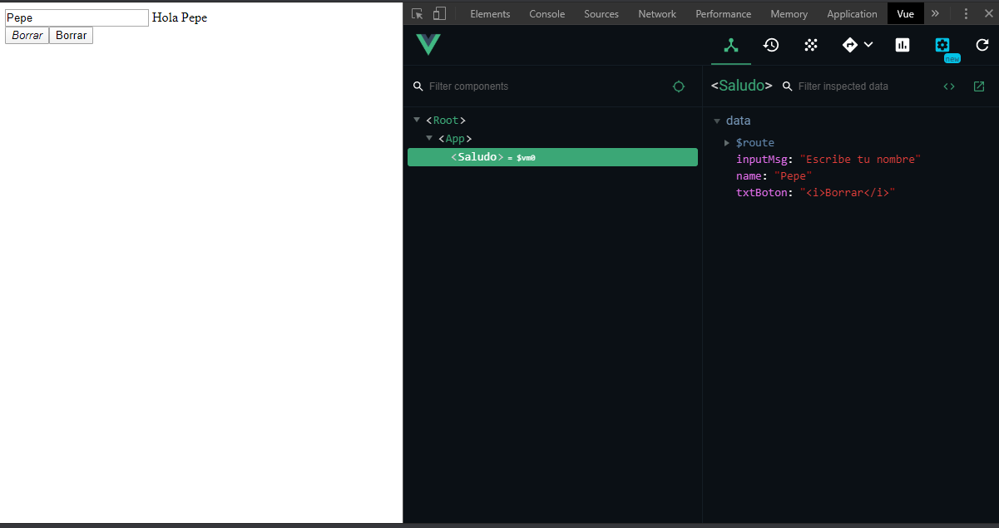 Pepe Hola Pepe
Borrar Borrar
Elements Console Sources Network Performance Memory Application Vue
new
Filter components
<Saludo> Filter inspected data
<Root>
<App>
<Saludo> = $vm0
data
$route
inputMsg: "Escribe tu nombre"
name: "Pepe"
txtBoton: "<i>Borrar</i>"